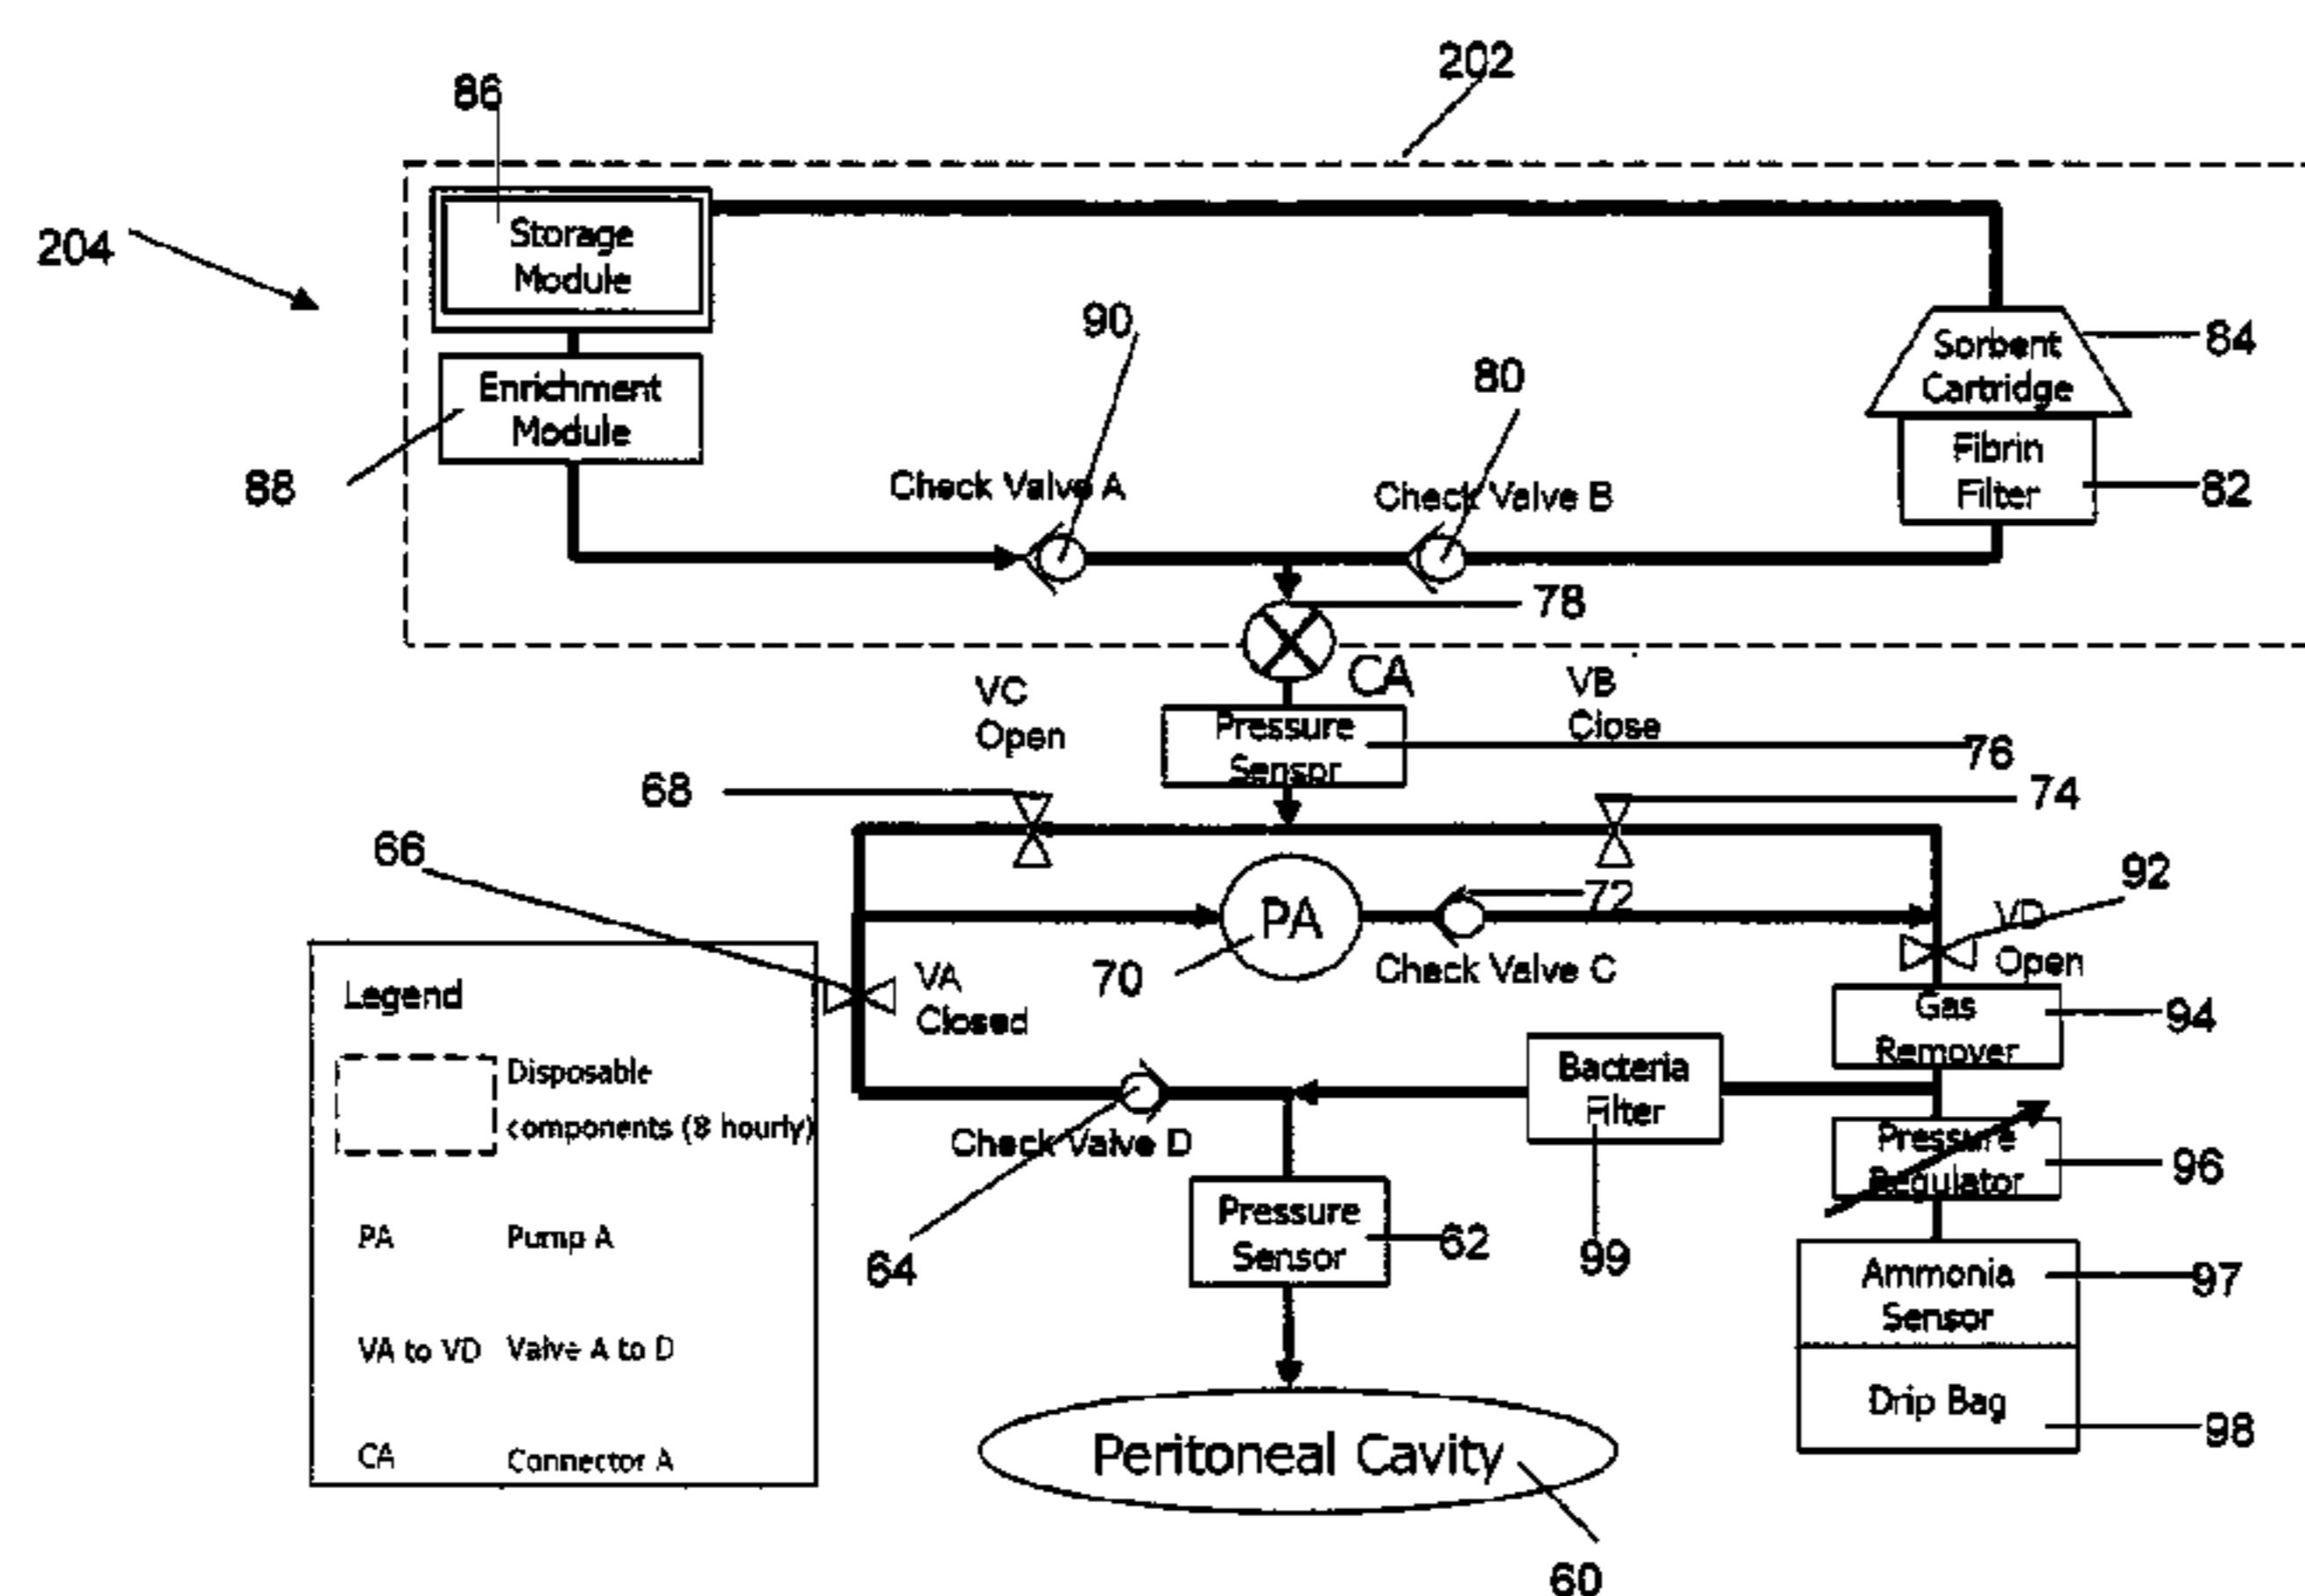 202
86
204
Storage
Module
90
84
Sorbent
Cartridge
80
Enrichment
Module
Fibrin
Filter
82
88
Check Valve A
Check Valve B
78
CA
VC
Open
VB
Close
Pressure
Sensor
76
68
74
66
72
92
PA
VD
Open
70
Check Valve C
VA
Closed
Gas
Remover
94
Legend
Bacteria
Filter
Disposable
components (8 hourly)
Check Valve D
Pressure
Regulator
96
PA Pump A
Pressure
Sensor
62
64
99
Ammonia
Sensor
97
VA to VD Valve A to D
Drip Bag
98
CA Connector A
Peritoneal Cavity
60